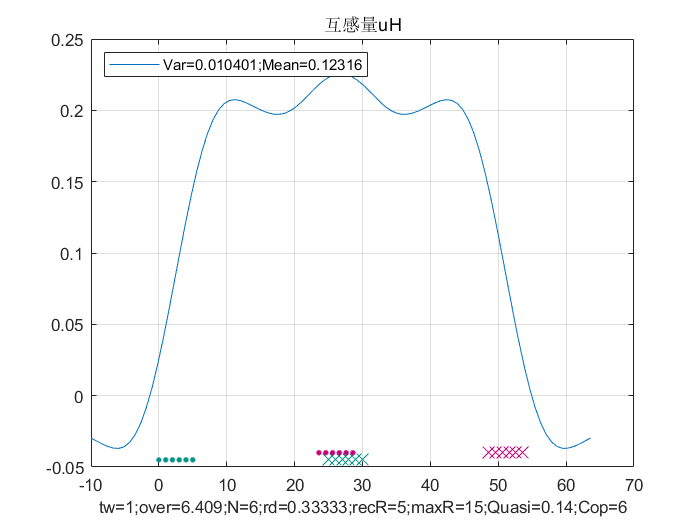 互感量uH
0.25
Var=0.010401;Mean=0.12316
0.2
0.15
0.1
0.05
0
-0.05
-10 0 10 20 30 40 50 60 70
tw=1;over=6.409;N=6;rd=0.33333;recR=5;maxR=15;Quasi=0.14;Cop=6